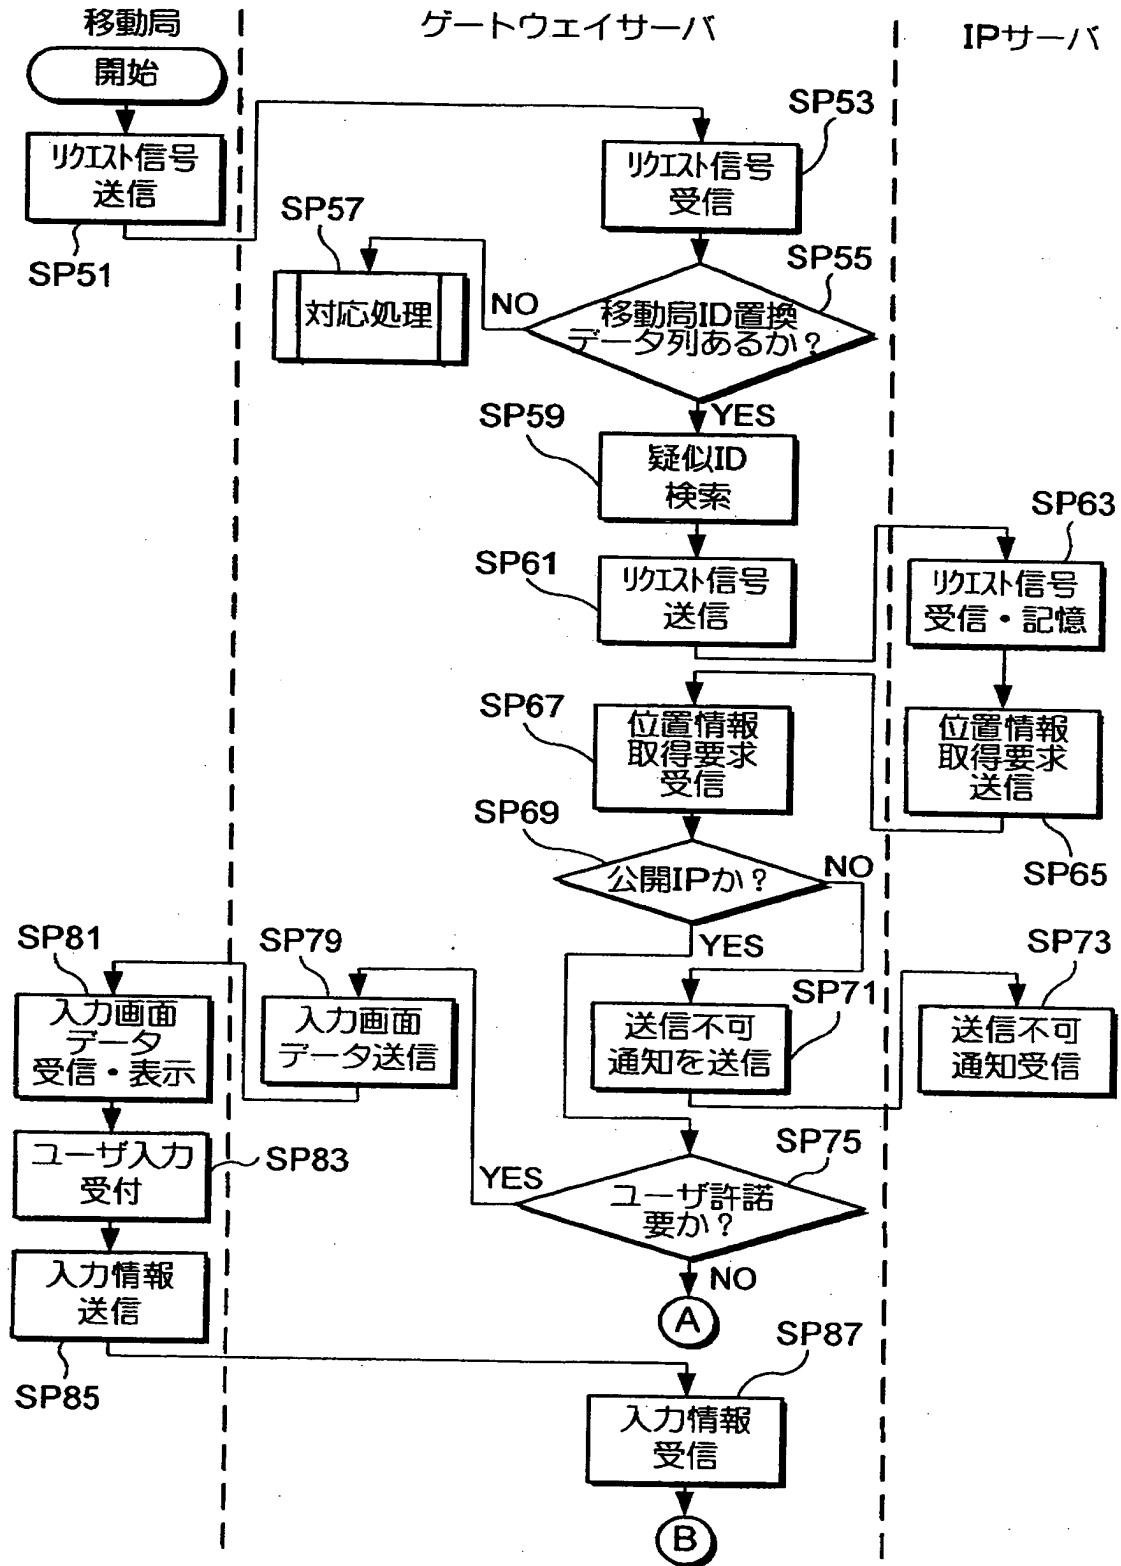 移動局
ゲートウェイサーバ
IPサーバ
開始
リクエスト信号
送信
SP51
SP53
リクエスト信号
受信
SP57
対応処理
NO
SP55
移動局ID置換
データ列あるか?
YES
SP59
疑似ID
検索
SP61
リクエスト信号
送信
SP63
リクエスト信号
受信・記憶
SP67
位置情報
取得要求
受信
位置情報
取得要求
送信
SP65
SP69
公開IPか?
NO
YES
SP71
送信不可
通知を送信
SP73
送信不可
通知受信
SP81
入力画面
データ
受信・表示
SP79
入力画面
データ送信
ユーザ入力
受付
SP83
YES
SP75
ユーザ許諾
要か?
NO
A
入力情報
送信
SP85
SP87
入力情報
受信
B